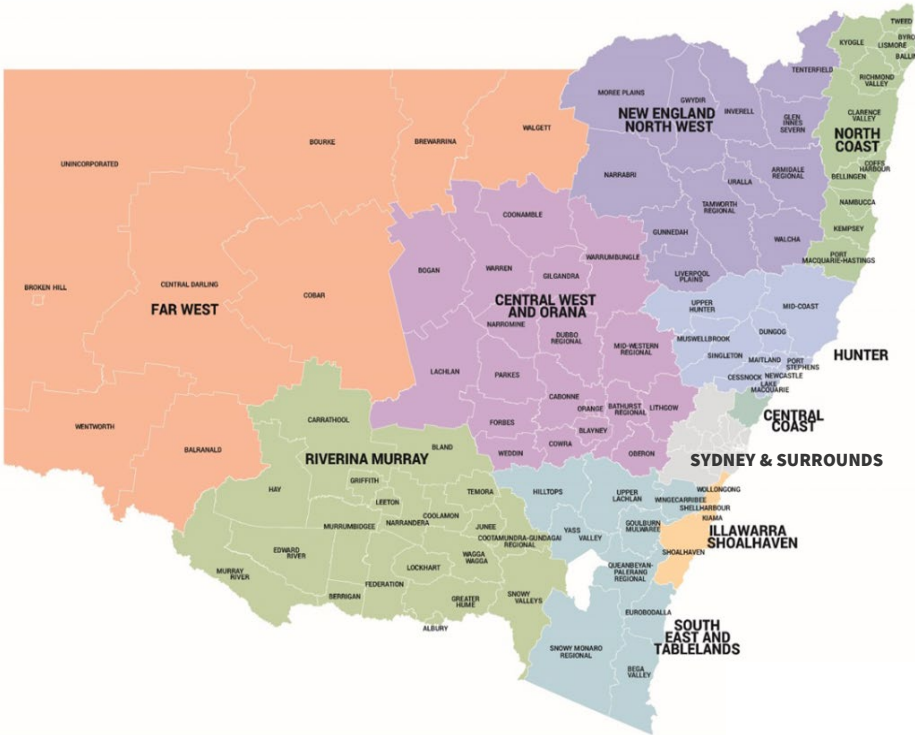 TWEED
KYOGLE
BYRO
LISMORE
BALLIN
RICHMOND
VALLEY
TENTERFIELD
MOREE PLAINS
GWYDIR
INVERELL
GLEN
INNES
SEVERN
CLARENCE
VALLEY
NEW ENGLAND
NORTH WEST
NORTH
COAST
WALGETT
BREWARRINA
BOURKE
UNINCORPORATED
COFFS
HARBOUR
BELLINGEN
NARRABRI
URALLA
ARMIDALE
REGIONAL
NAMBUCCA
TAMWORTH
REGIONAL
KEMPSEY
COONAMBLE
GUNNEDAH
WALCHA
PORT
MACQUARIE-HASTINGS
WARRUMBUNGLE
BOGAN
WARREN
GILGANDRA
LIVERPOOL
PLAINS
BROKEN HILL
CENTRAL DARLING
COBAR
FAR WEST
CENTRAL WEST
AND ORANA
UPPER
HUNTER
MID-COAST
NARROMINE
DUBBO
REGIONAL
MID-WESTERN
REGIONAL
MUSWELLBROOK
DUNGOG
SINGLETON
MAITLAND
PORT
STEPHENS
HUNTER
LACHLAN
PARKES
CESSNOCK
NEWCASTLE
LAKE
MACQUARIE
CABONNE
ORANGE
BATHURST
REGIONAL
LITHGOW
CENTRAL
COAST
WENTWORTH
BALRANALD
CARRATHOOL
FORBES
BLAYNEY
COWRA
WEDDIN
OBERON
BLAND
RIVERINA MURRAY
SYDNEY & SURROUNDS
HAY
GRIFFITH
LEETON
TEMORA
HILLTOPS
UPPER
LACHLAN
WOLLONGONG
WINGECARRIBEE
SHELLHARBOUR
KIAMA
MURRUMBIDGEE
NARRANDERA
COOLAMON
JUNEE
COOTAMUNDRA-GUNDAGAI
REGIONAL
YASS
VALLEY
GOULBURN
MULWAREE
ILLAWARRA
SHOALHAVEN
SHOALHAVEN
EDWARD
RIVER
MURRAY
RIVER
WAGGA
WAGGA
LOCKHART
FEDERATION
BERRIGAN
GREATER
HUME
ALBURY
SNOWY
VALLEYS
QUEANBEYAN-
PALERANG
REGIONAL
EUROBODALLA
SOUTH
EAST AND
TABLELANDS
SNOWY MONARO
REGIONAL
BEGA
VALLEY